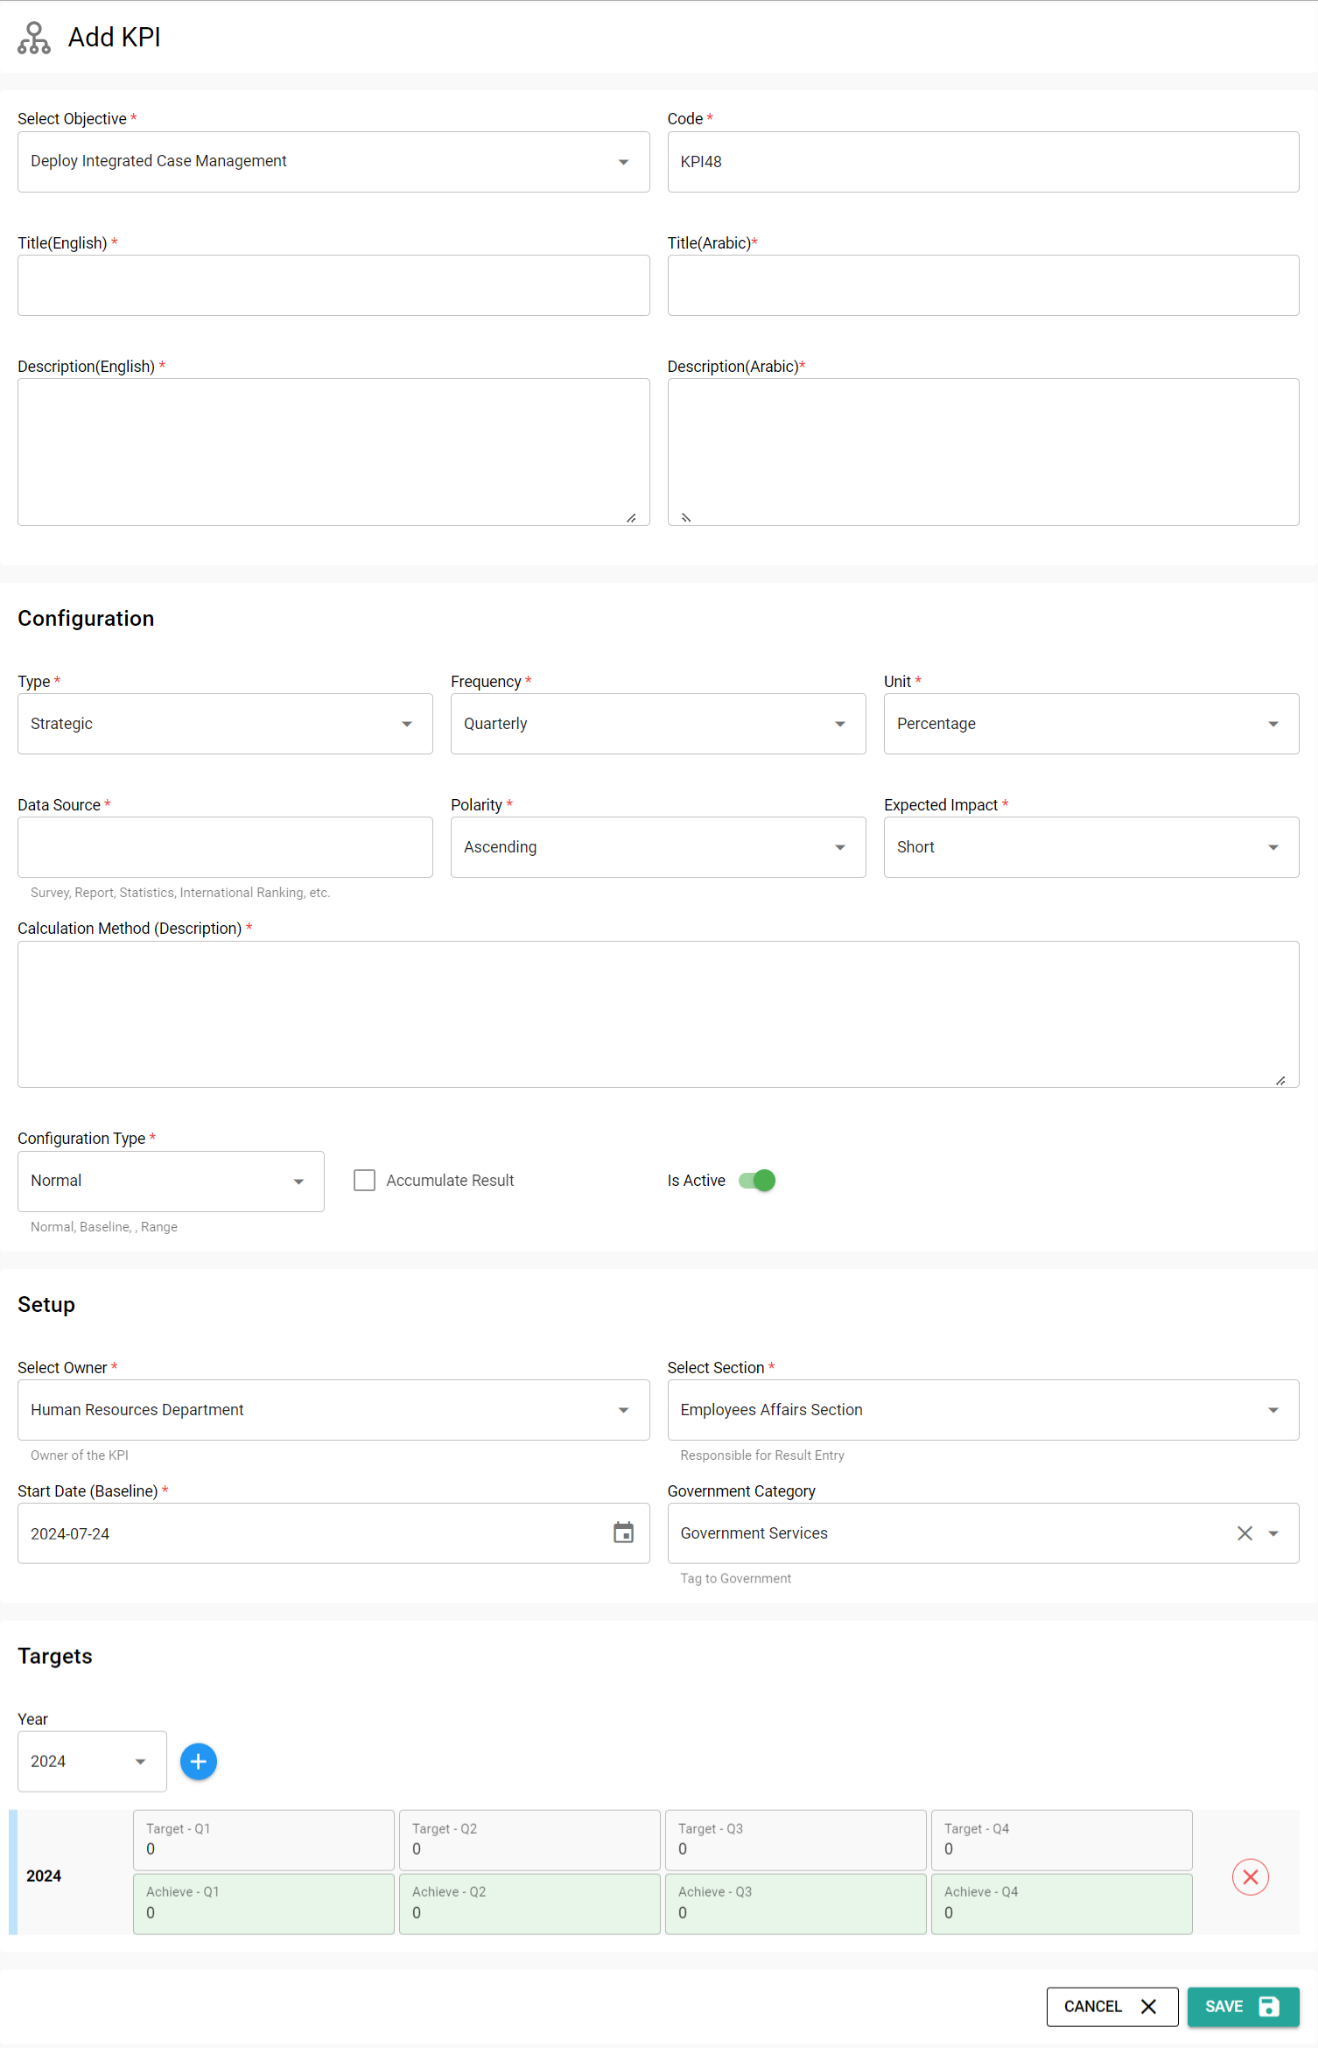 Add KPI
Select Objective *
Code *
Deploy Integrated Case Management
KPI48
Title(English) *
Title(Arabic)*
Description(English) *
Description(Arabic)*
Configuration
Type *
Frequency *
Unit *
Strategic
Quarterly
Percentage
Data Source *
Polarity *
Expected Impact *
Ascending
Short
Survey, Report, Statistics, International Ranking, etc.
Calculation Method (Description) *
Configuration Type *
Normal
Accumulate Result
Is Active
Normal, Baseline, , Range
Setup
Select Owner *
Select Section *
Human Resources Department
Employees Affairs Section
Owner of the KPI
Responsible for Result Entry
Start Date (Baseline) *
Government Category
2024-07-24
Government Services
Tag to Government
Targets
Year
2024
Target - Q1
Target - Q2
Target - Q3
Target - Q4
0
0
0
0
2024
Achieve - Q1
Achieve - Q2
Achieve - Q3
Achieve - Q4
0
0
0
0
CANCEL
SAVE